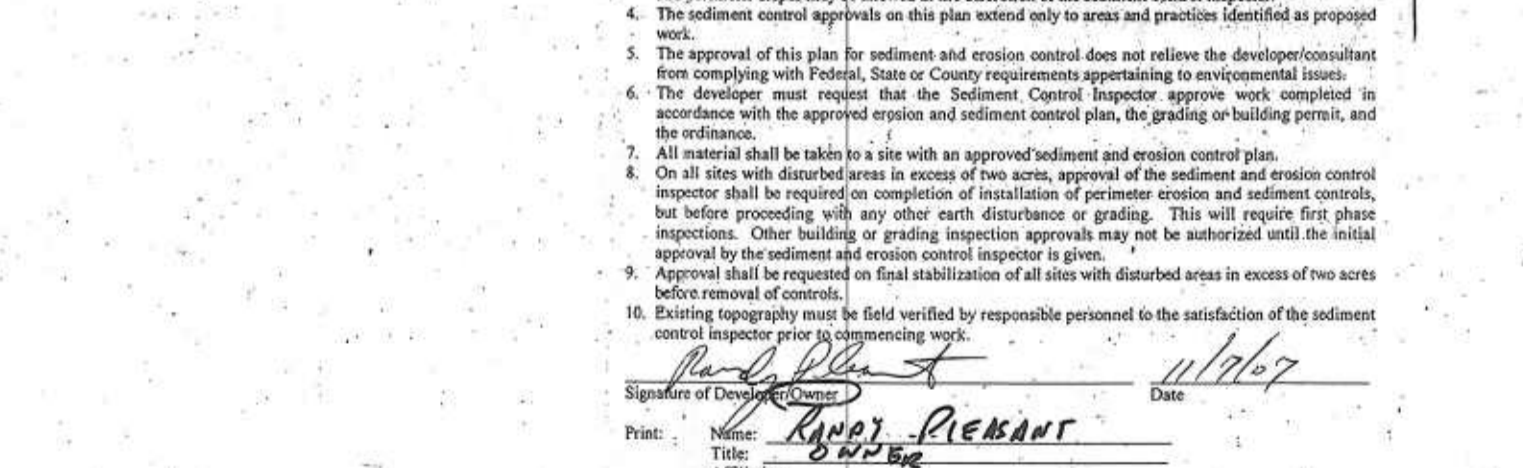 4. The sediment control approvals on this plan extend only to areas and practices identified as proposed
work.
5. The approval of this plan for sediment and erosion control does not relieve the developer/consultant
from complying with Federal, State or County requirements appertaining to environmental issues.
6. The developer must request that the Sediment Control Inspector approve work completed in
accordance with the approved erosion and sediment control plan, the grading or building permit, and
the ordinance.
7. All material shall be taken to a site with an approved sediment and erosion control plan.
8. On all sites with disturbed areas in excess of two acres, approval of the sediment and erosion control
inspector shall be required on completion of installation of perimeter erosion and sediment controls,
but before proceeding with any other earth disturbance or grading. This will require first phase
inspections. Other building or grading inspection approvals may not be authorized until the initial
approval by the sediment and erosion control inspector is given.
9. Approval shall be requested on final stabilization of all sites with disturbed areas in excess of two acres
before removal of controls.
10. Existing topography must be field verified by responsible personnel to the satisfaction of the sediment
control inspector prior to commencing work.
Randy Pleasant 11/7/07
Signature of Developer/Owner Date
Print: Name: RANDY PLEASANT
Title: OWNER